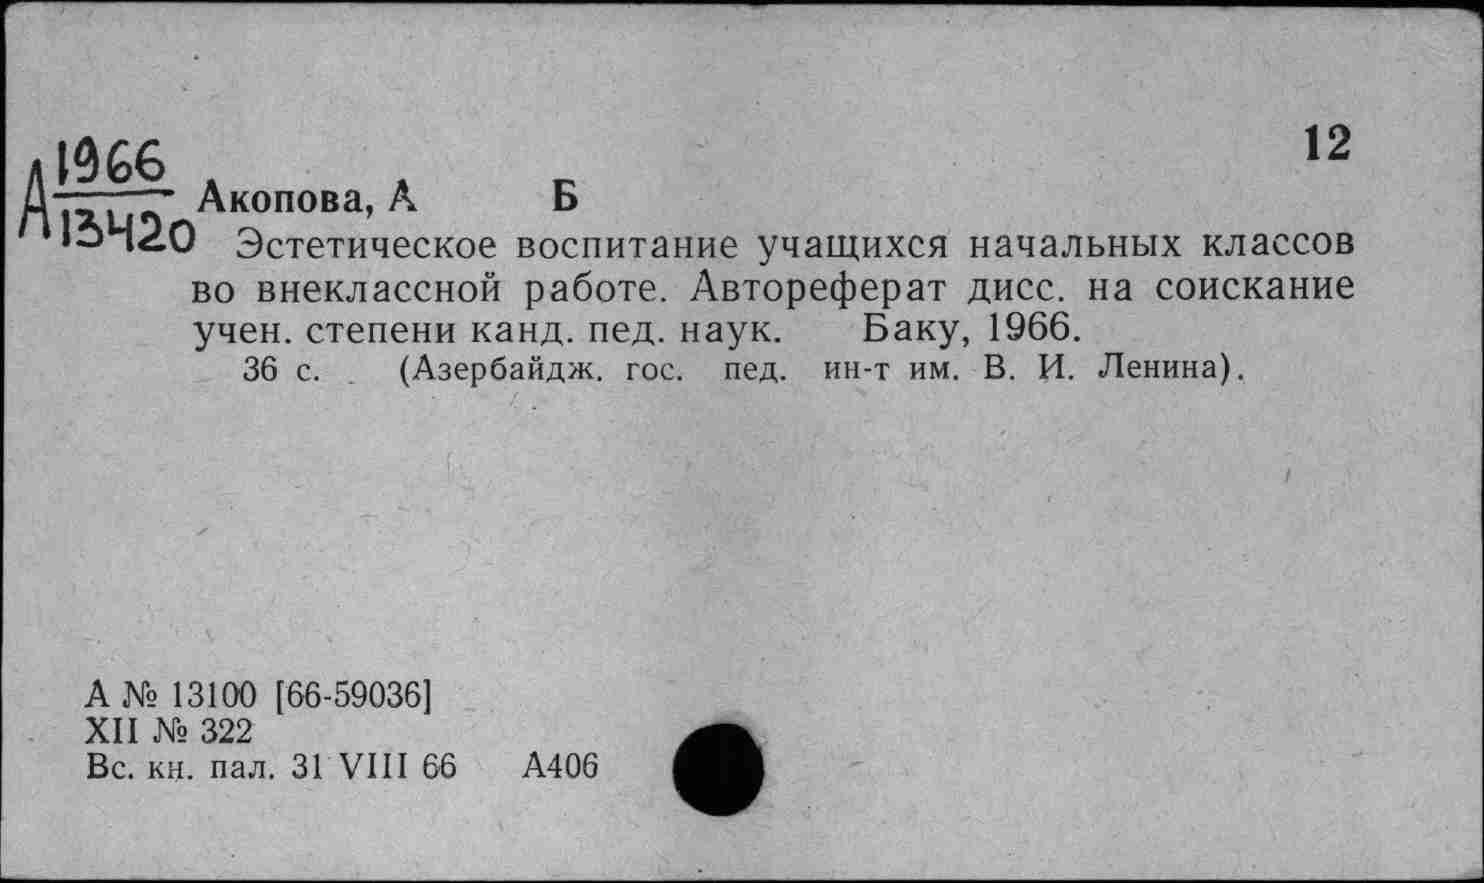 12
А 1966
А 13420
Акопова, А Б
Эстетическое воспитание учащихся начальных классов
во внеклассной работе. Автореферат дисс. на соискание
учен. степени канд. пед. наук. Баку, 1966.
36 с. (Азербайдж. гос. пед. ин-т им. В. И. Ленина).
А № 13100 [66-59036]
XII № 322
Вс. кн. пал. 31 VIII 66 А406